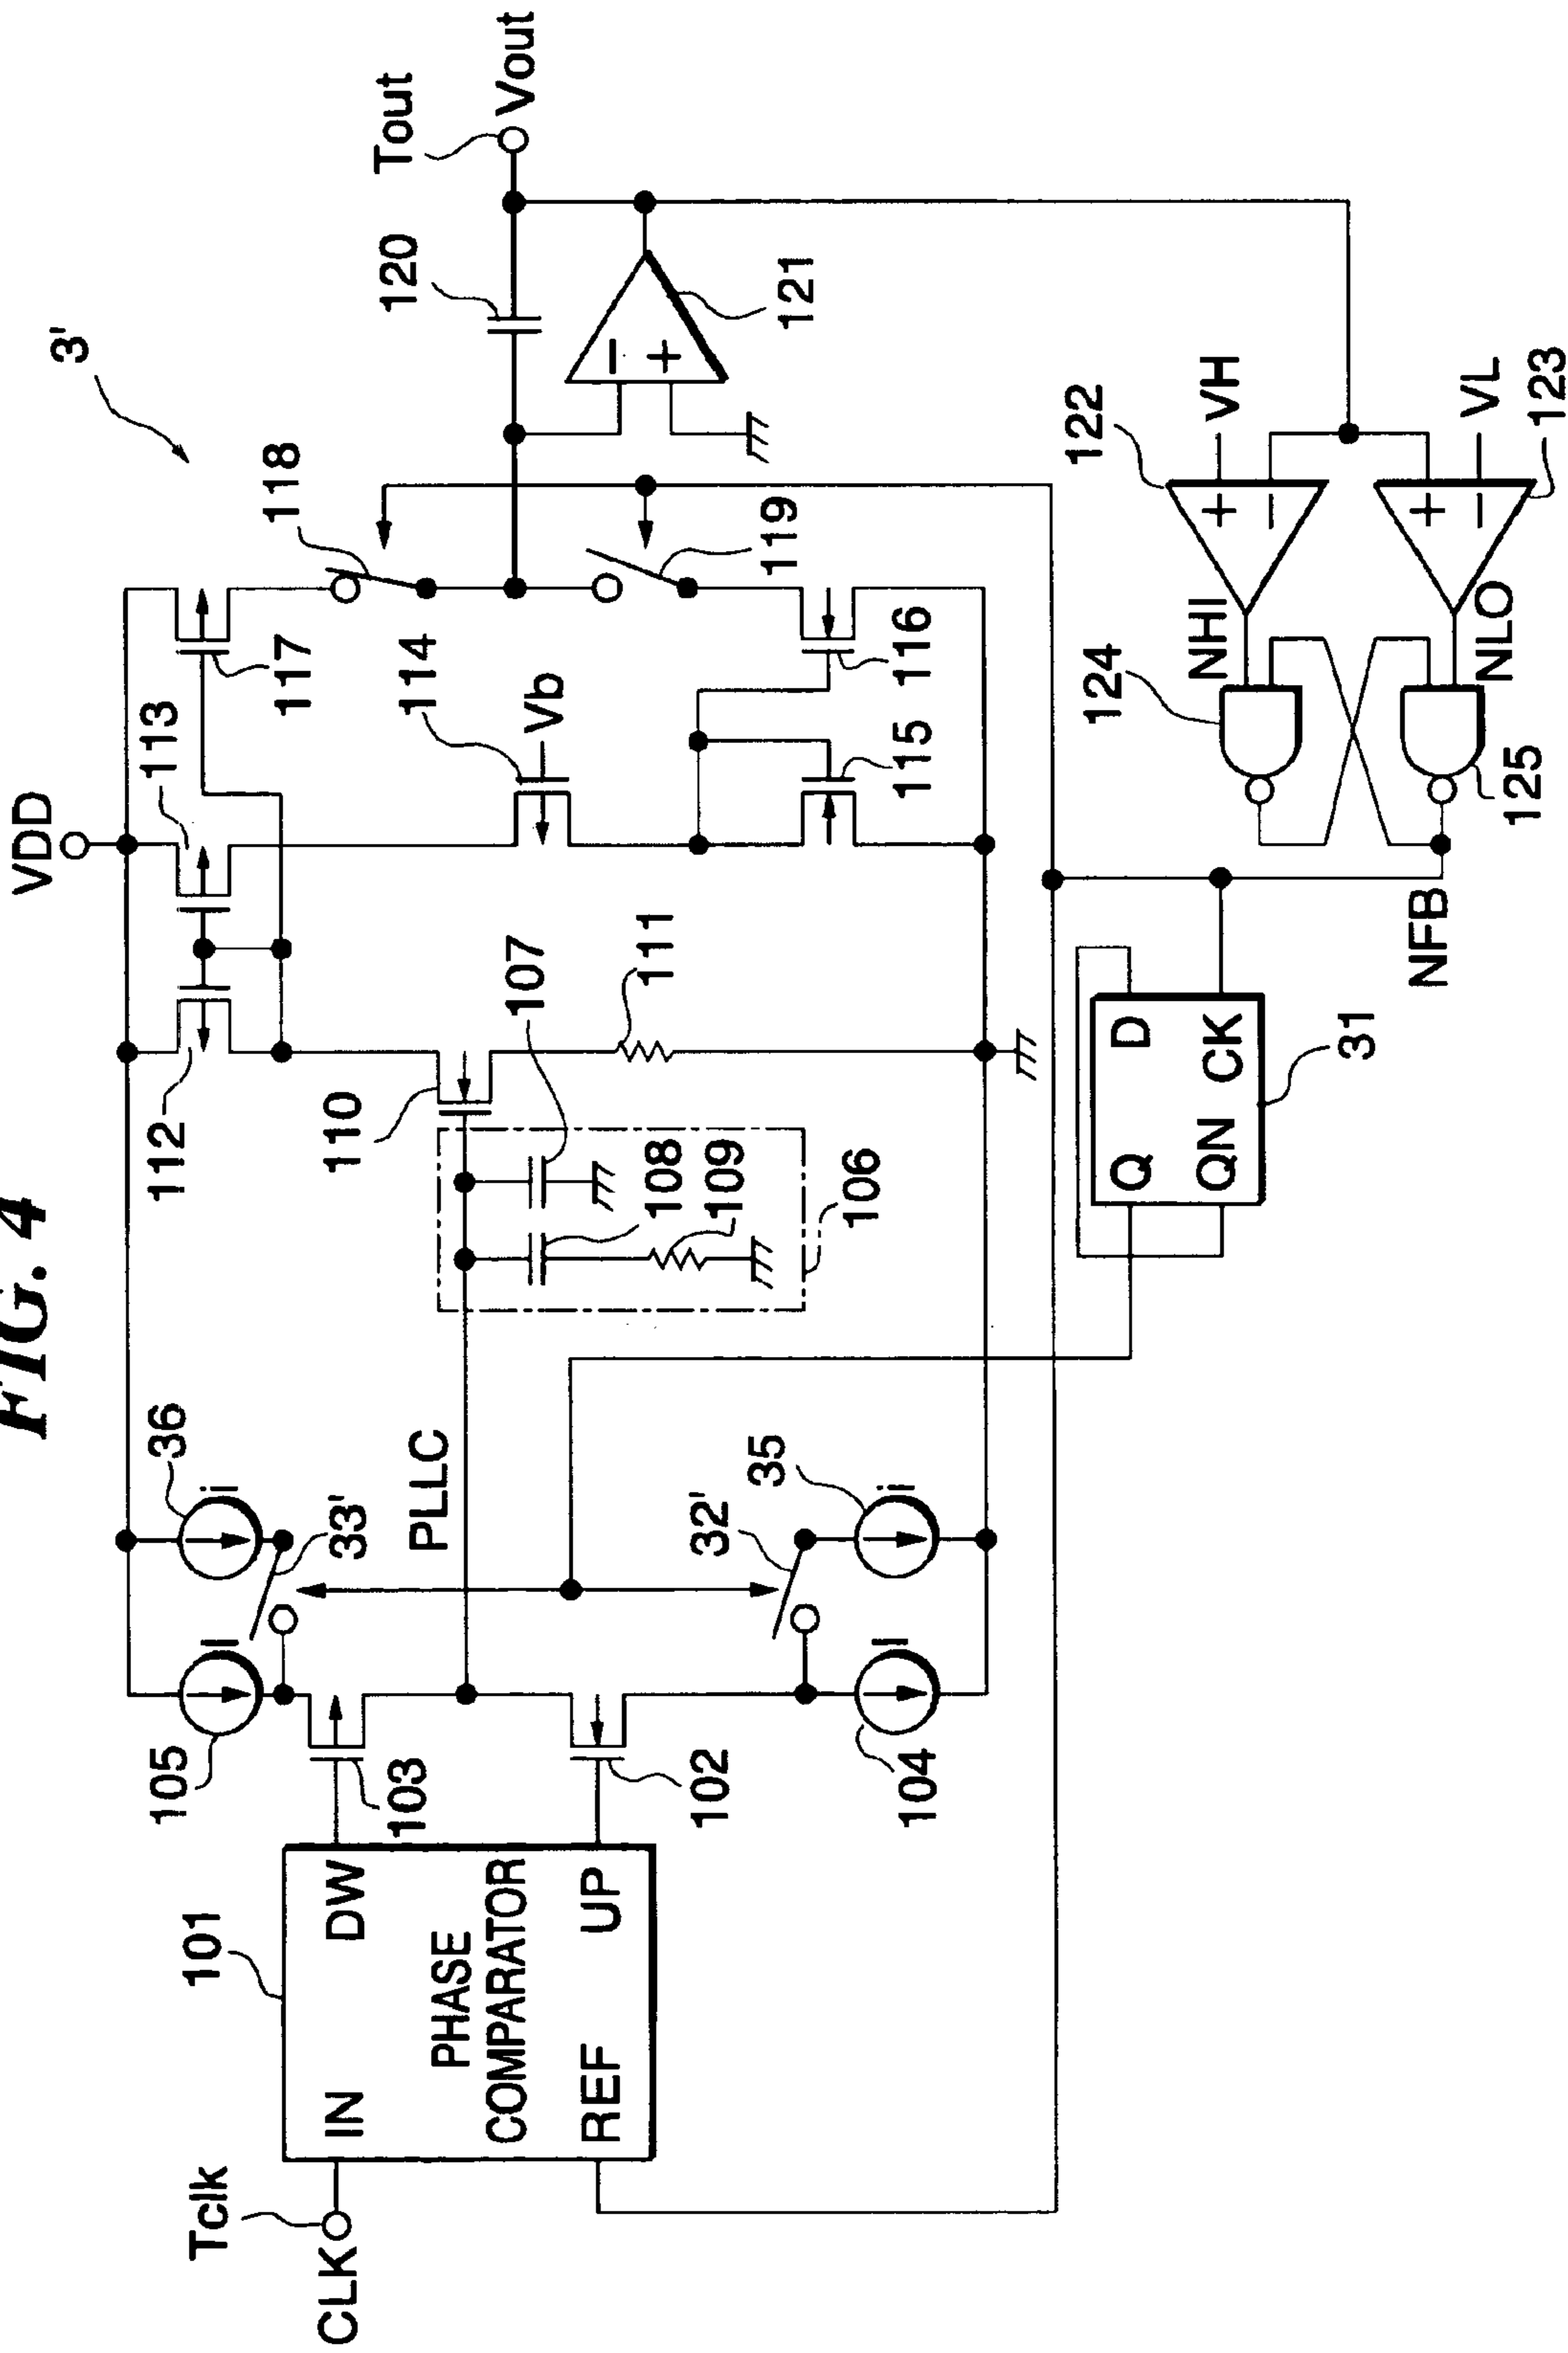 FIG. 4
3'
VDD
Tout
Vout
36
33'
105
I
i
112
113
117
118
120
Tclk
CLK
101
IN
DW
PHASE
COMPARATOR
REF
UP
103
102
PLLC
110
107
108
109
106
111
114
Vb
115
116
119
121
32'
35
104
I
i
31
D
Q
QN
CK
NFB
124
125
NHI
NLO
122
123
VH
VL
+
−
+
−
−
+